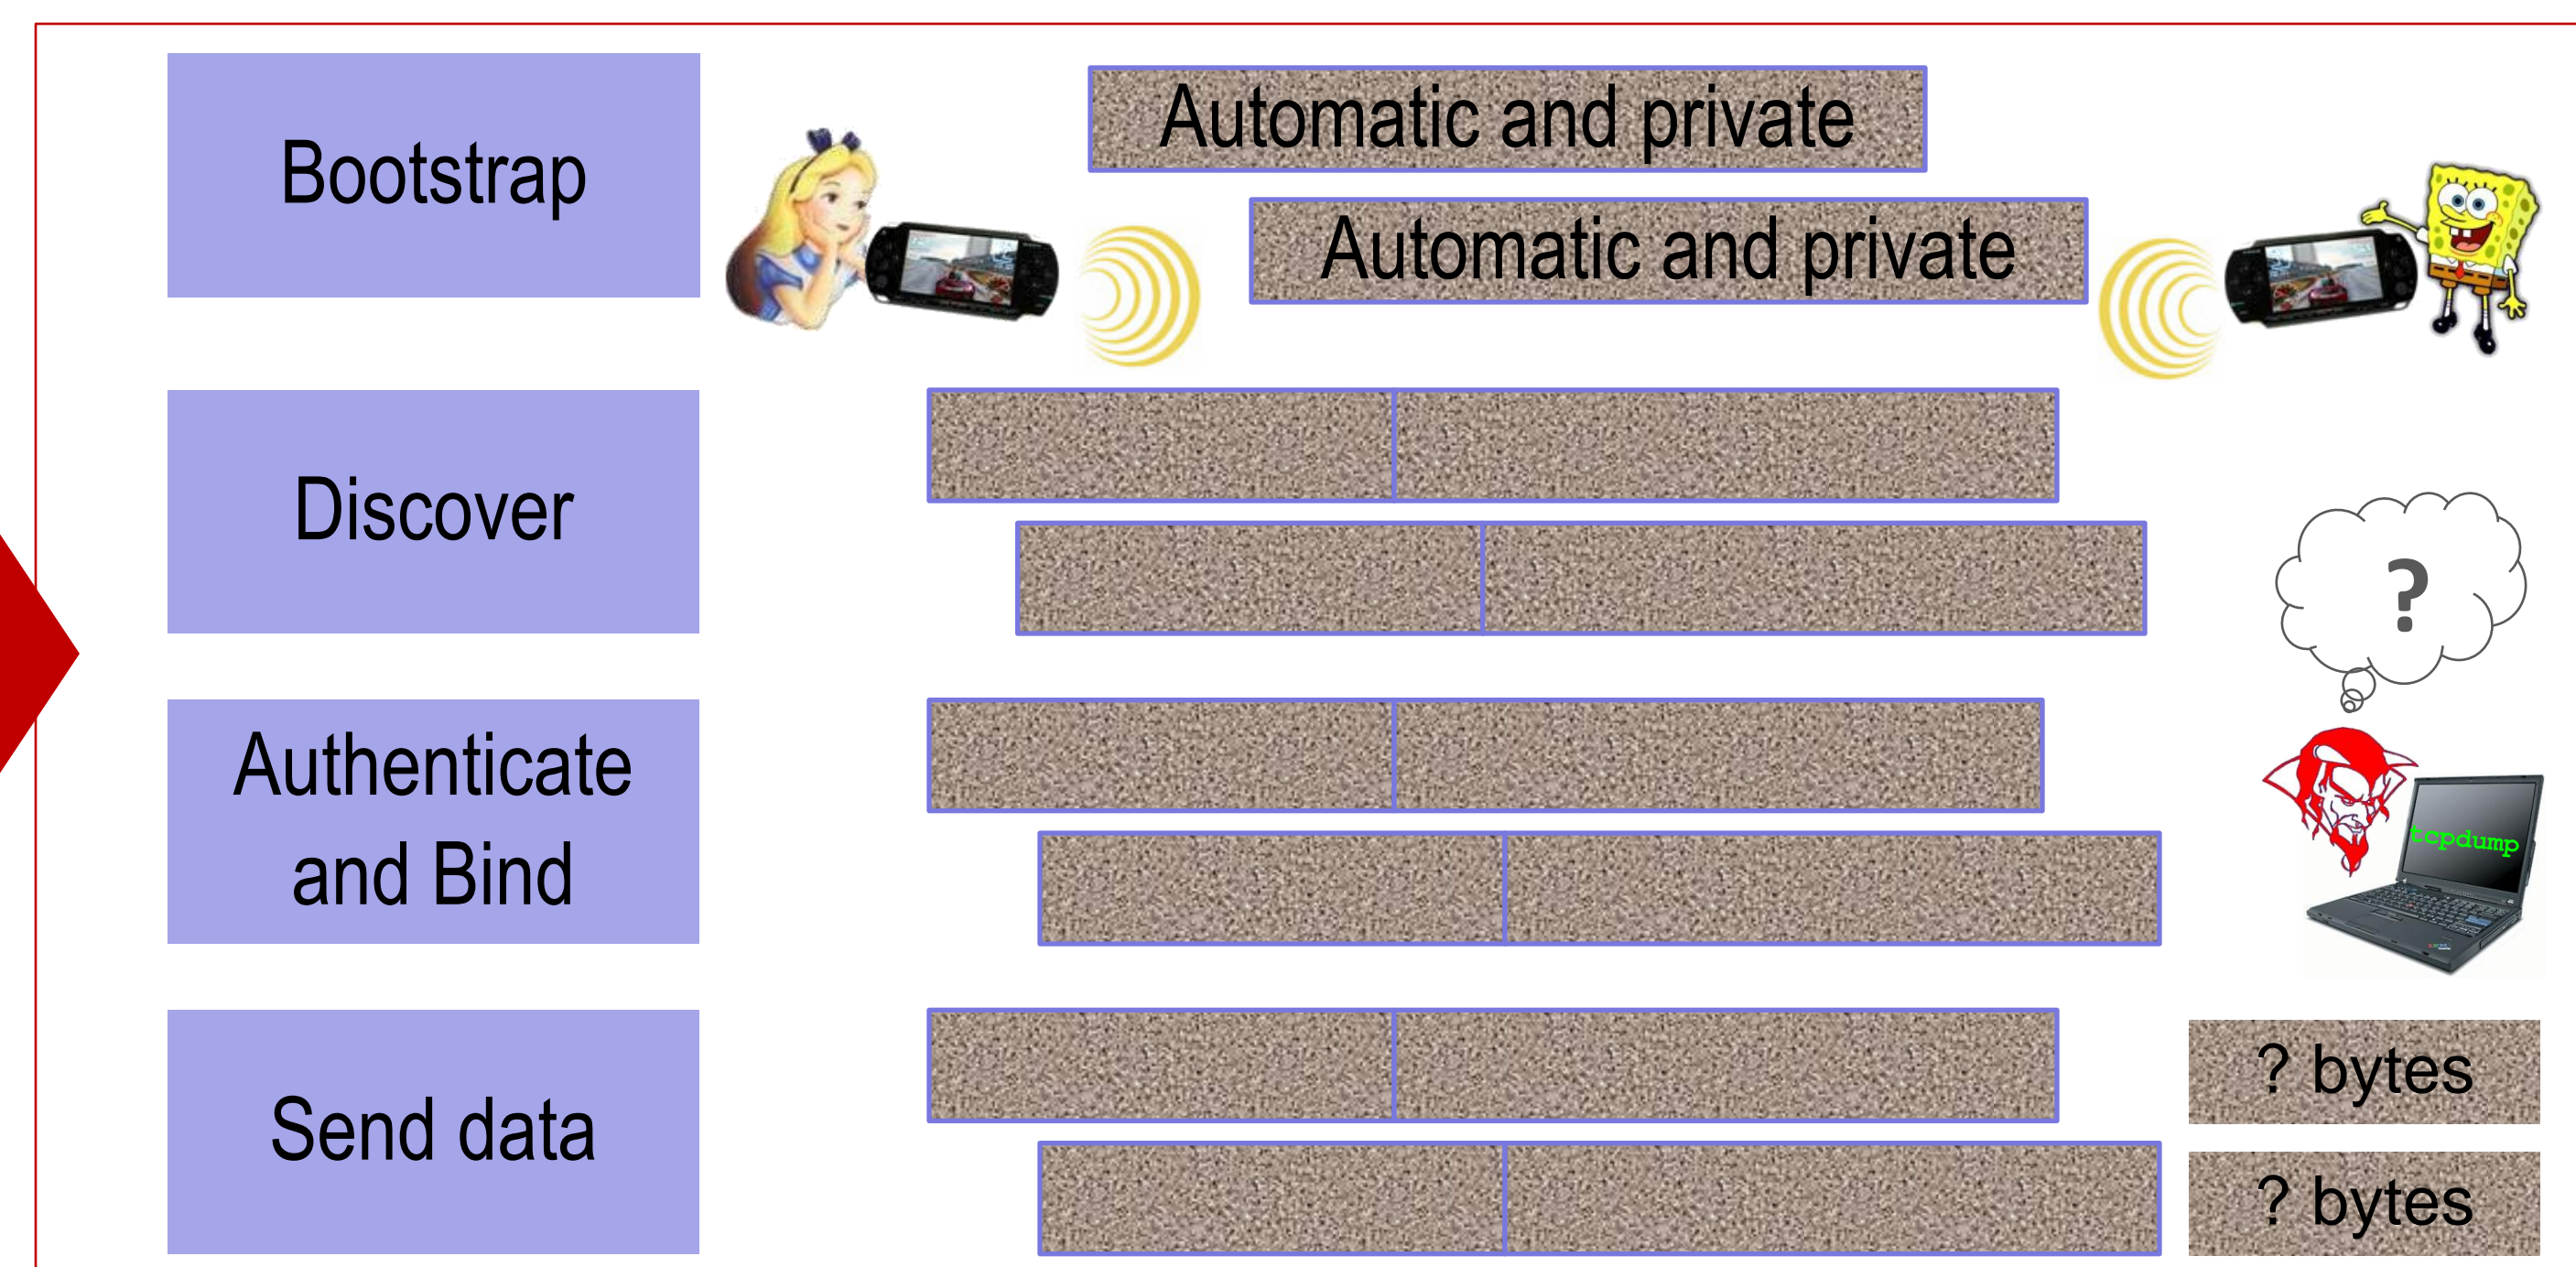 Bootstrap
Automatic and private
Automatic and private
Discover
?
Authenticate
and Bind
tcpdump
Send data
? bytes
? bytes